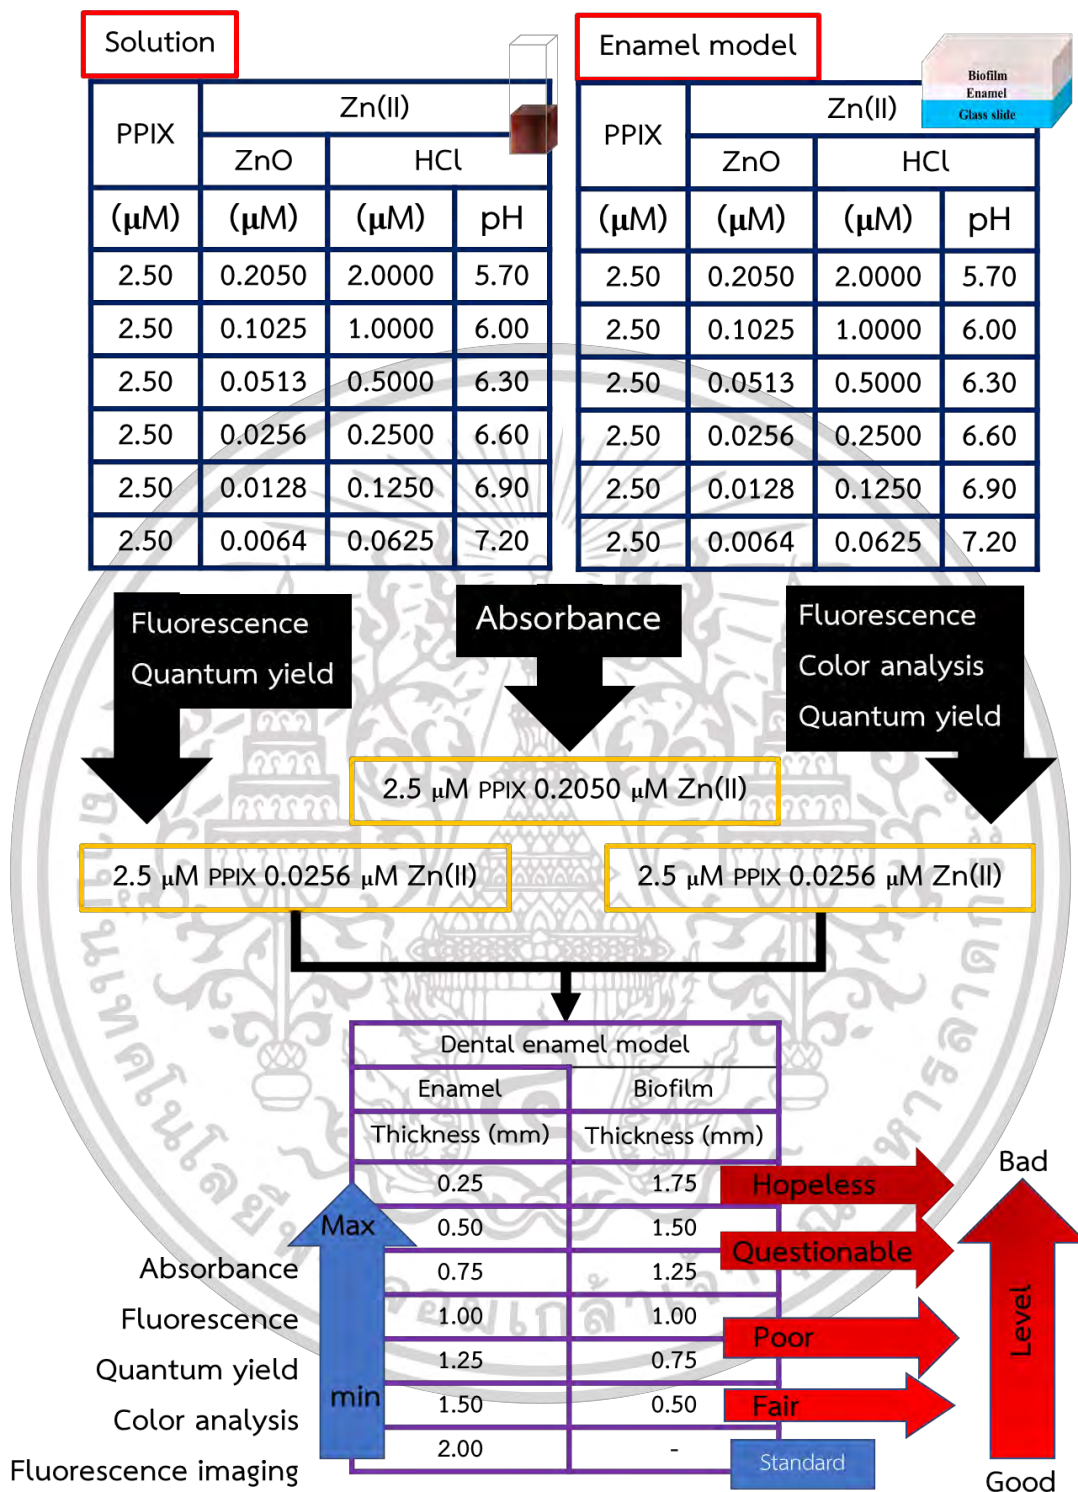 Solution
PPIX Zn(II)
ZnO HCl
(μM) (μM) (μM) pH
2.50 0.2050 2.0000 5.70
2.50 0.1025 1.0000 6.00
2.50 0.0513 0.5000 6.30
2.50 0.0256 0.2500 6.60
2.50 0.0128 0.1250 6.90
2.50 0.0064 0.0625 7.20
Enamel model
Biofilm
Enamel
Glass slide
PPIX Zn(II)
ZnO HCl
(μM) (μM) (μM) pH
2.50 0.2050 2.0000 5.70
2.50 0.1025 1.0000 6.00
2.50 0.0513 0.5000 6.30
2.50 0.0256 0.2500 6.60
2.50 0.0128 0.1250 6.90
2.50 0.0064 0.0625 7.20
Fluorescence
Quantum yield
Absorbance
Fluorescence
Color analysis
Quantum yield
2.5 μM PPIX 0.2050 μM Zn(II)
2.5 μM PPIX 0.0256 μM Zn(II)
2.5 μM PPIX 0.0256 μM Zn(II)
Dental enamel model
Enamel Biofilm
Thickness (mm) Thickness (mm)
0.25 1.75
0.50 1.50
0.75 1.25
1.00 1.00
1.25 0.75
1.50 0.50
2.00 -
Max
min
Absorbance
Fluorescence
Quantum yield
Color analysis
Fluorescence imaging
Hopeless
Questionable
Poor
Fair
Standard
Bad
Level
Good